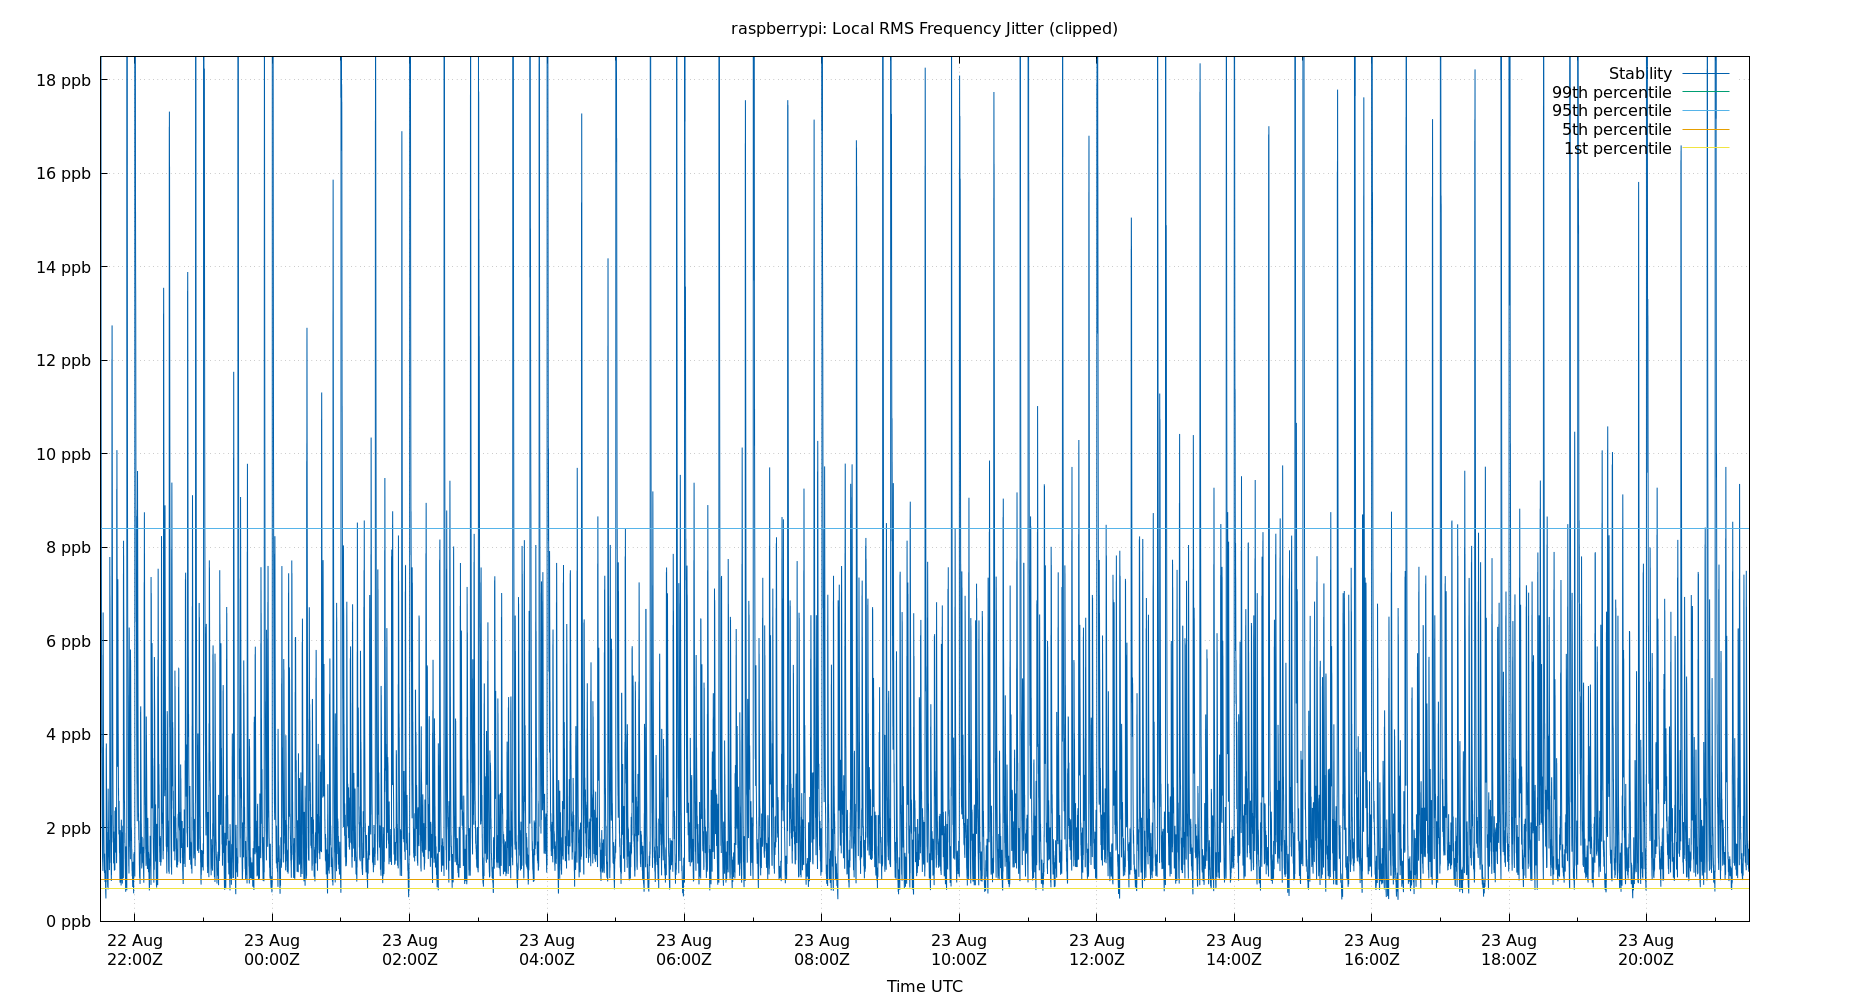 raspberrypi: Local RMS Frequency Jitter (clipped)
18 ppb
16 ppb
14 ppb
12 ppb
10 ppb
8 ppb
6 ppb
4 ppb
2 ppb
0 ppb
Stability
99th percentile
95th percentile
5th percentile
1st percentile
22 Aug 23 Aug 23 Aug 23 Aug 23 Aug 23 Aug 23 Aug 23 Aug 23 Aug 23 Aug 23 Aug 23 Aug
22:00Z 00:00Z 02:00Z 04:00Z 06:00Z 08:00Z 10:00Z 12:00Z 14:00Z 16:00Z 18:00Z 20:00Z
Time UTC